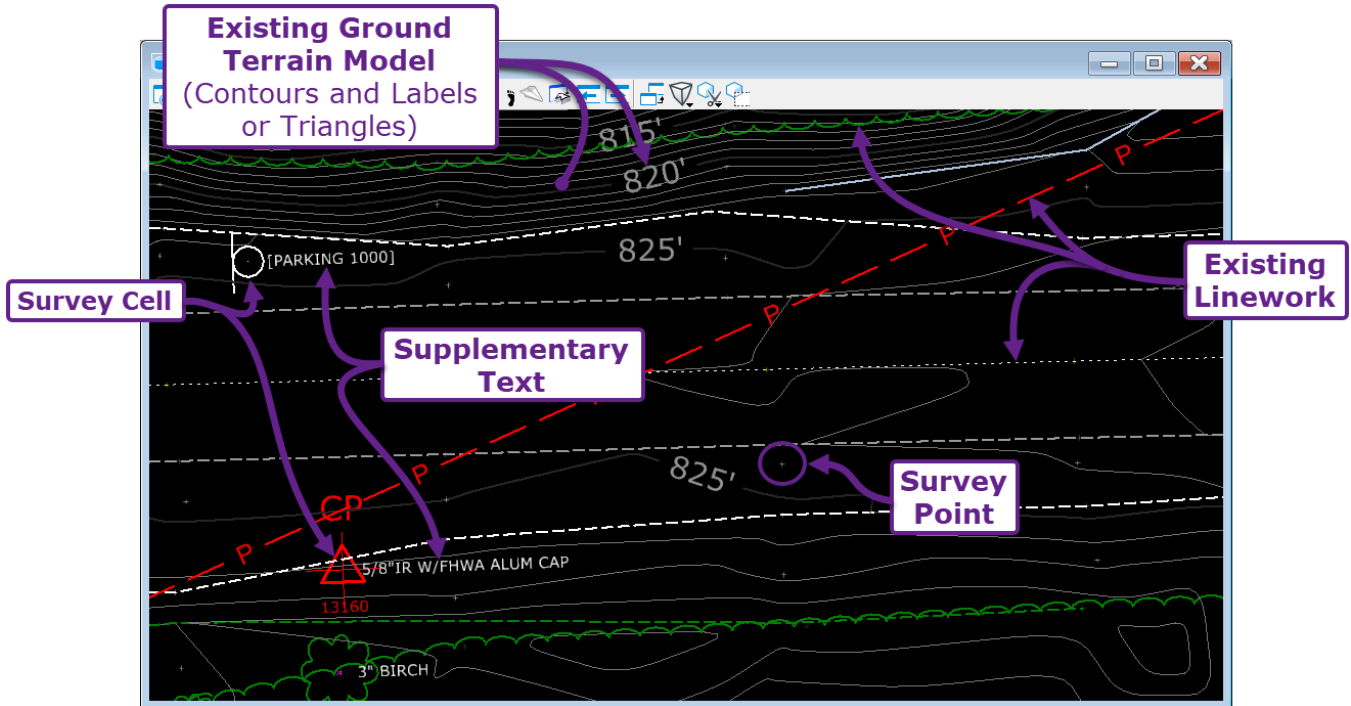 Existing Ground
Terrain Model
(Contours and Labels
or Triangles)
815'
820'
P
825'
[PARKING 1000]
P
Existing
Linework
Survey Cell
P
Supplementary
Text
P
825'
Survey
Point
CP
P
5/8"IR W/FHWA ALUM CAP
13160
3" BIRCH